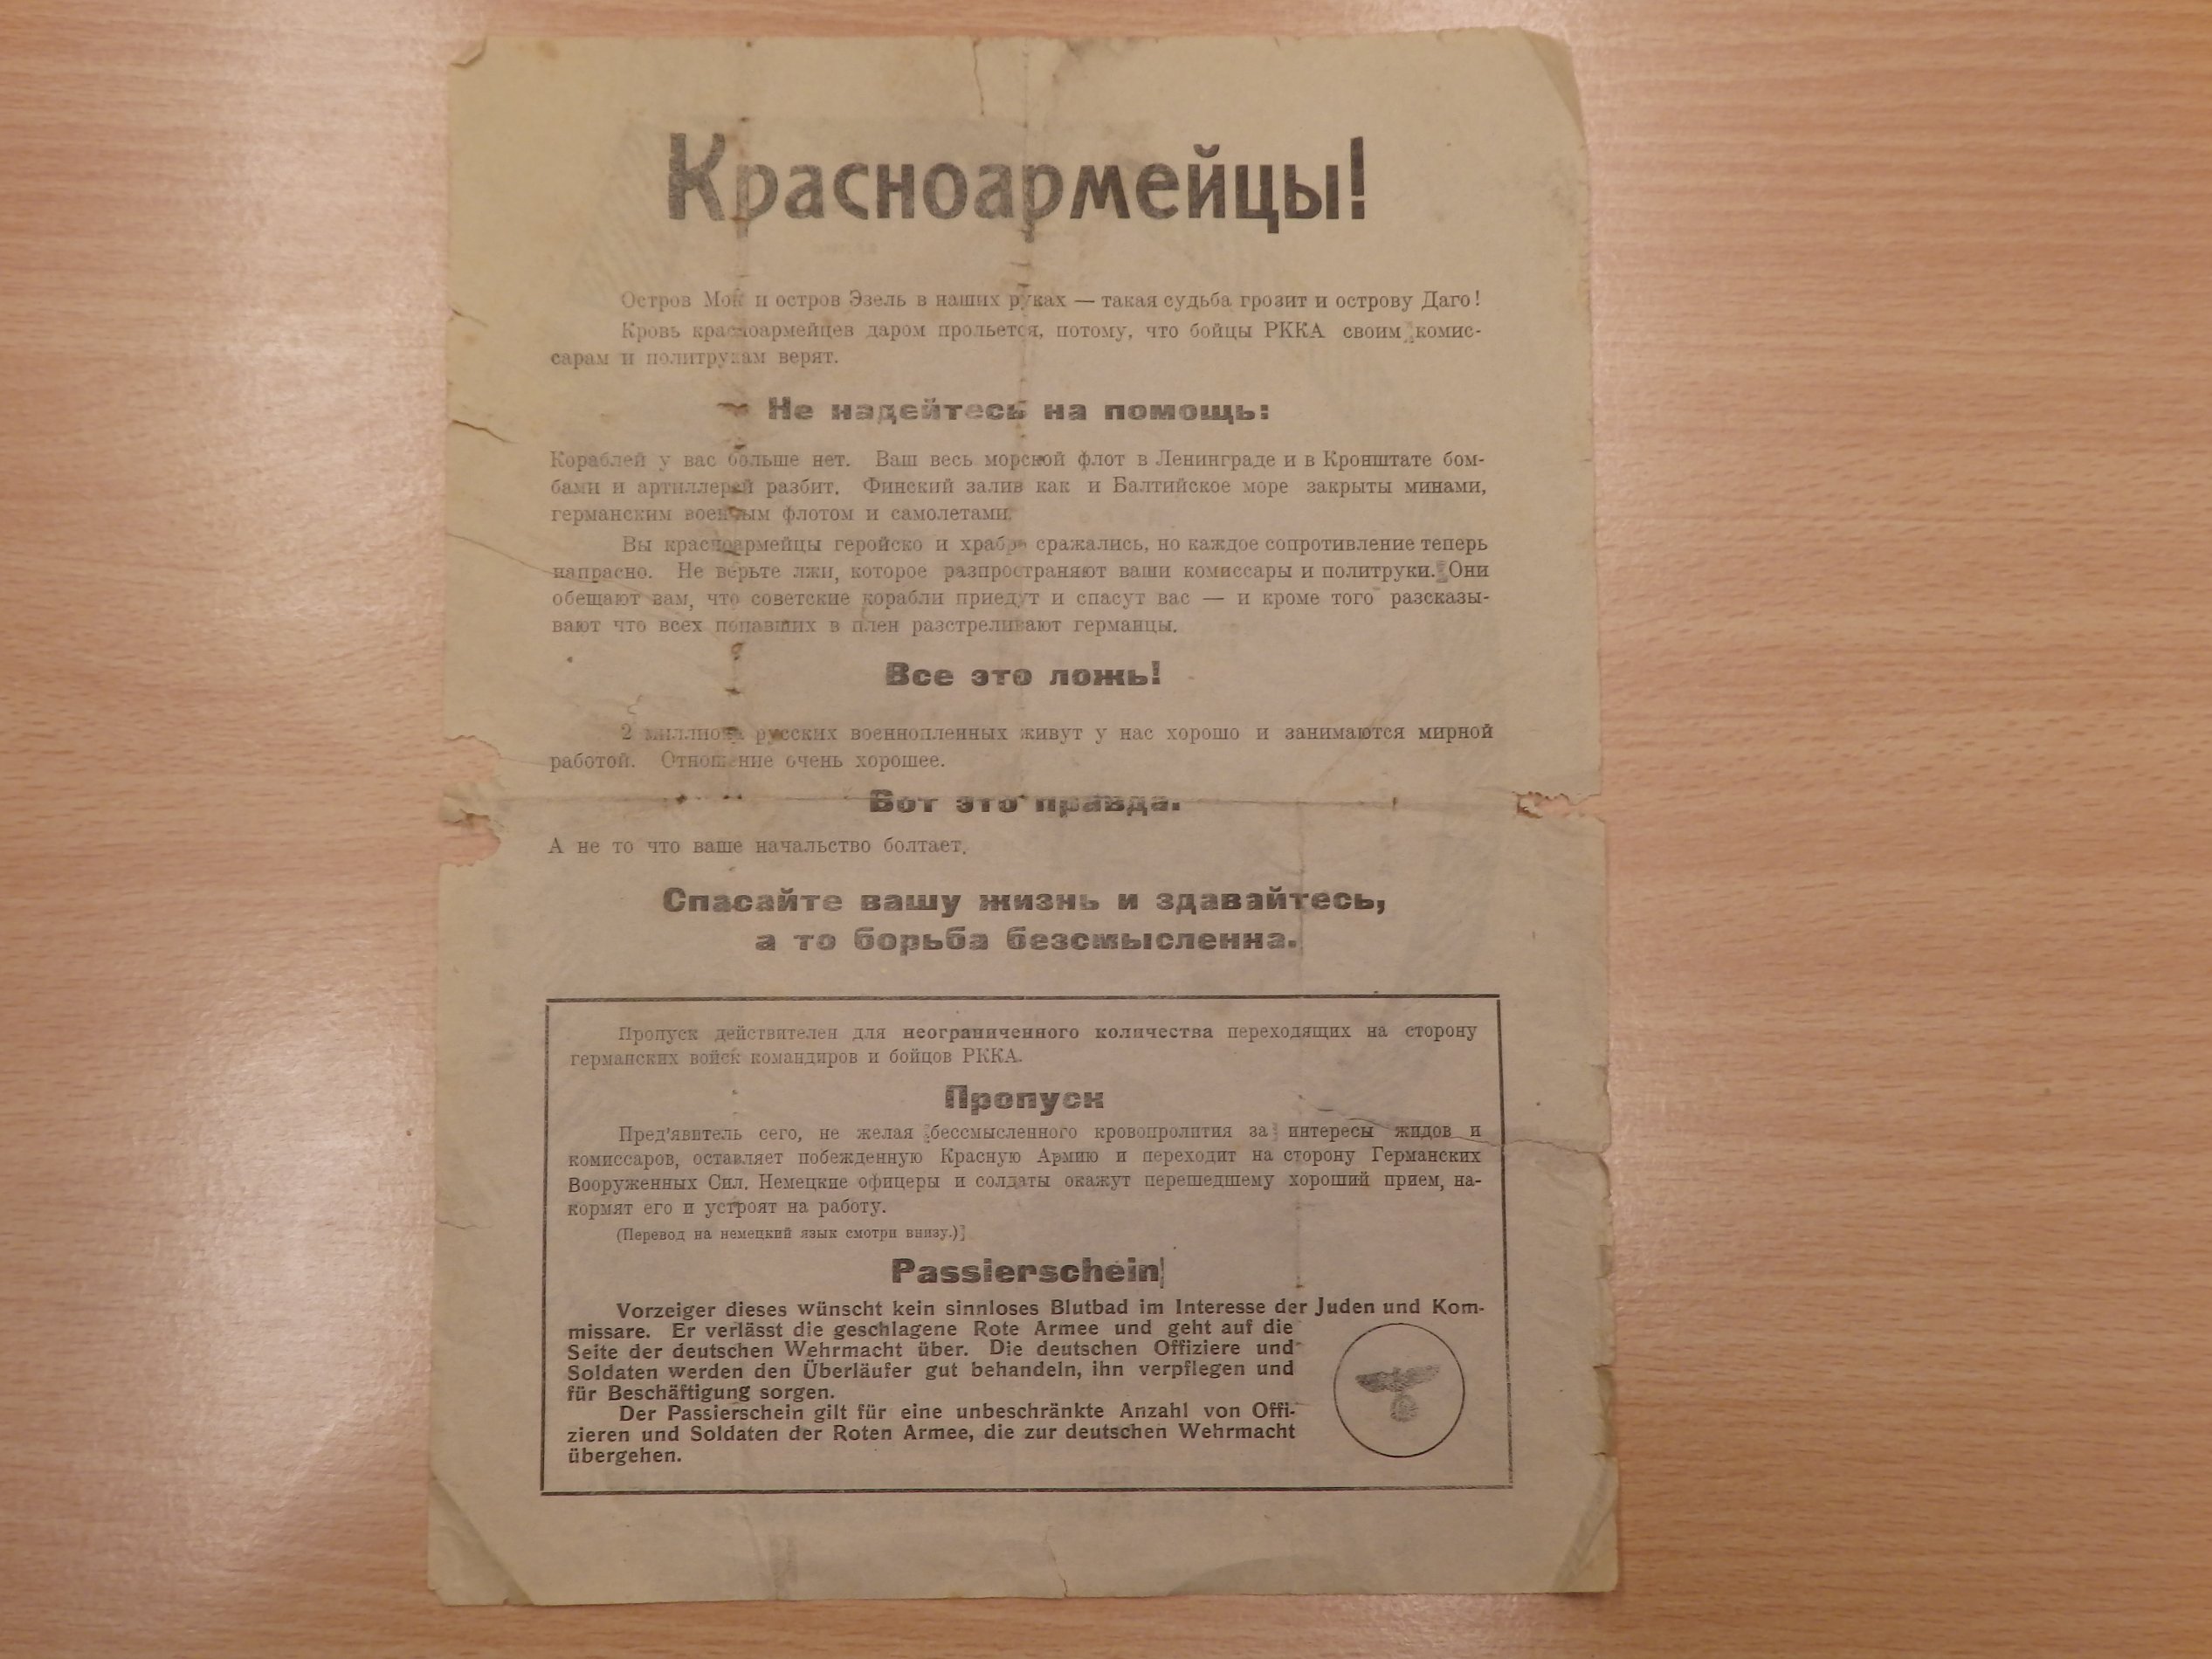 Красноармейцы!
Остров Мон и остров Эзель в наших руках — такая судьба грозит и острову Даго!
Кровь красноармейцев даром прольется, потому, что бойцы РККА своим комис-
сарам и политрукам верят.
Не надейтесь на помощь:
Кораблей у вас больше нет. Ваш весь морской флот в Ленинграде и в Кронштате бом-
бами и артиллерей разбит. Финский залив как и Балтийское море закрыты минами,
германским военным флотом и самолетами.
Вы красноармейцы геройско и храбро сражались, но каждое сопротивление теперь
напрасно. Не верьте лжи, которое разпространяют ваши комиссары и политруки. Они
обещают вам, что советские корабли приедут и спасут вас — и кроме того разсказы-
вают что всех попавших в плен разстреливают германцы.
Все это ложь!
2 миллиона русских военнопленных живут у нас хорошо и занимаются мирной
работой. Отношение очень хорошее.
Вот это правда.
А не то что ваше начальство болтает.
Спасайте вашу жизнь и здавайтесь,
а то борьба безсмысленна.
Пропуск действителен для неограниченного количества переходящих на сторону
германских войск командиров и бойцов РККА.
Пропуск
Пред'явитель сего, не желая бессмысленного кровопролития за интересы жидов и
комиссаров, оставляет побежденную Красную Армию и переходит на сторону Германских
Вооруженных Сил. Немецкие офицеры и солдаты окажут перешедшему хороший прием, на-
кормят его и устроят на работу.
(Перевод на немецкий язык смотри внизу.)
Passierschein
Vorzeiger dieses wünscht kein sinnloses Blutbad im Interesse der Juden und Kom-
missare. Er verlässt die geschlagene Rote Armee und geht auf die
Seite der deutschen Wehrmacht über. Die deutschen Offiziere und
Soldaten werden den Überläufer gut behandeln, ihn verpflegen und
für Beschäftigung sorgen.
Der Passierschein gilt für eine unbeschränkte Anzahl von Offi-
zieren und Soldaten der Roten Armee, die zur deutschen Wehrmacht
übergehen.